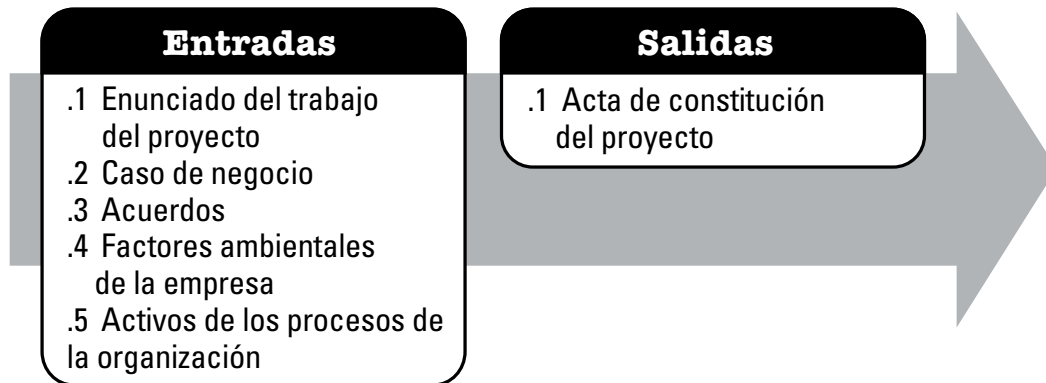 Entradas
.1 Enunciado del trabajo
del proyecto
.2 Caso de negocio
.3 Acuerdos
.4 Factores ambientales
de la empresa
.5 Activos de los procesos de
la organización
Salidas
.1 Acta de constitución
del proyecto